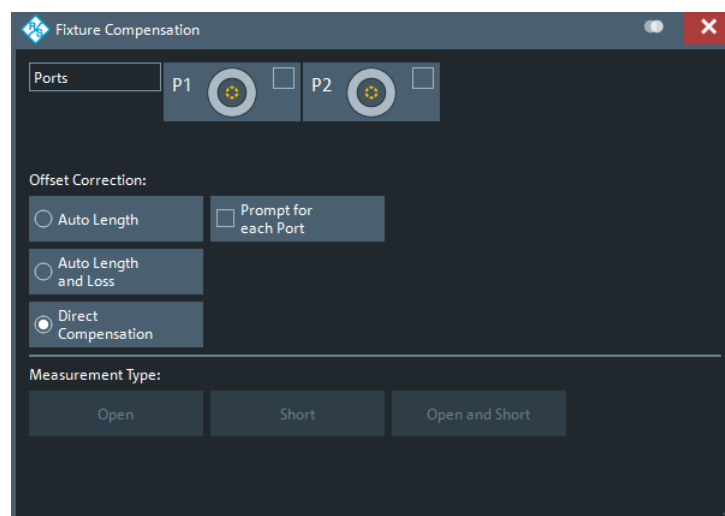 R&S Fixture Compensation
Ports
P1
P2
Offset Correction:
Auto Length
Prompt for
each Port
Auto Length
and Loss
Direct
Compensation
Measurement Type:
Open Short Open and Short